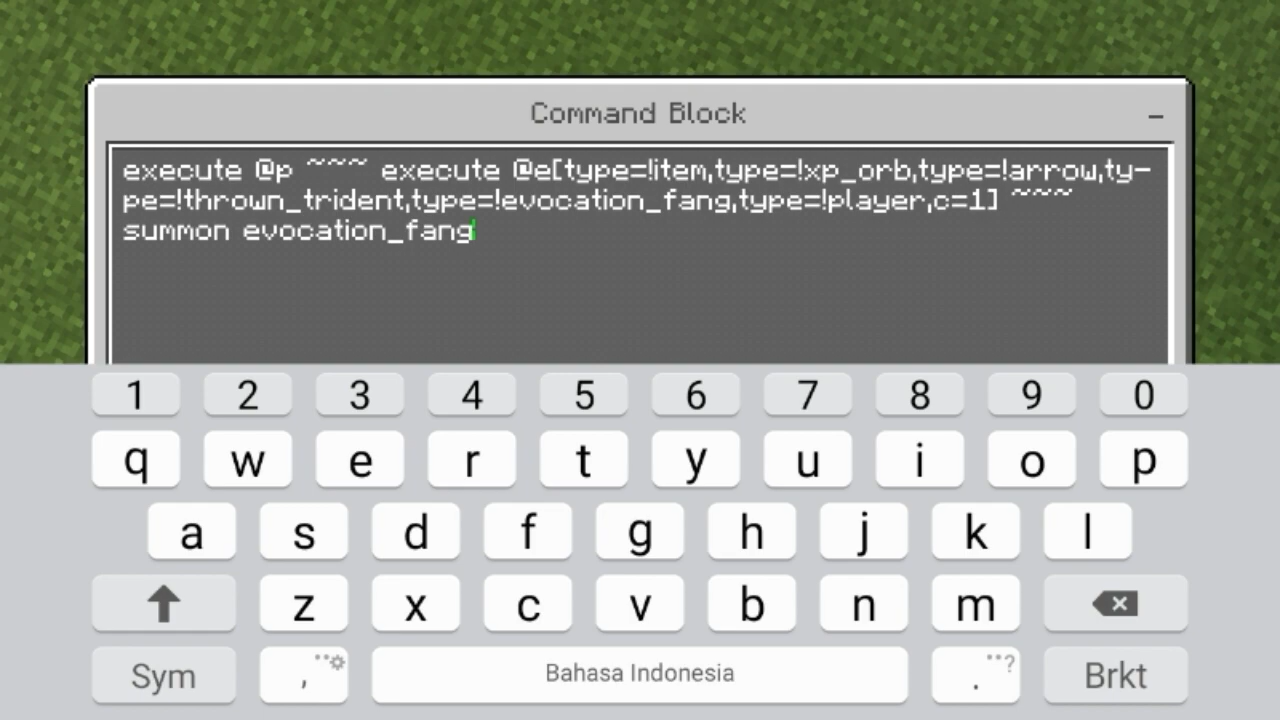 Command Block
execute @p ~~~ execute @e[type=!item,type=!xp_orb,type=!arrow,ty-
pe=!thrown_trident,type=!evocation_fang,type=!player,c=1] ~~~
summon evocation_fang
1 2 3 4 5 6 7 8 9 0
q w e r t y u i o p
a s d f g h j k l
z x c v b n m
Sym , Bahasa Indonesia . ? Brkt